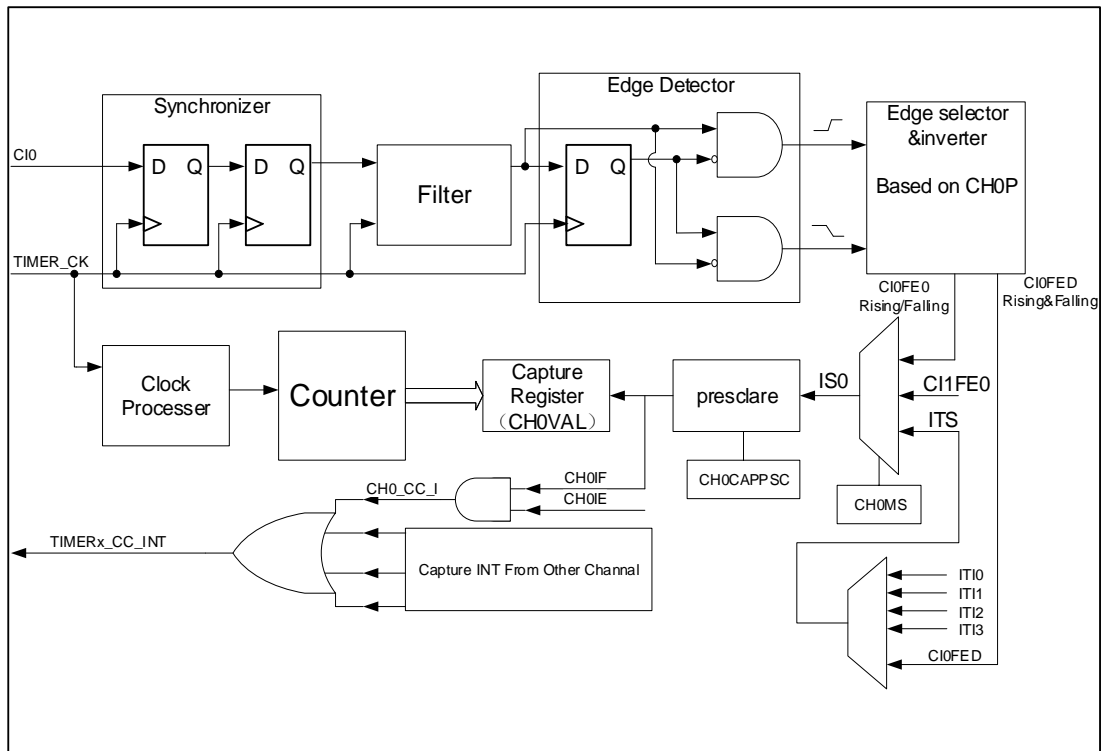 Synchronizer
Edge Detector
Edge selector
&inverter
Based on CH0P
CI0
D Q
D Q
Filter
D Q
TIMER_CK
CI0FE0
Rising/Falling
CI0FED
Rising&Falling
Clock
Processer
Counter
Capture
Register
（CH0VAL）
presclare
IS0
CI1FE0
ITS
CH0CAPPSC
CH0MS
CH0IF
CH0_CC_I
CH0IE
TIMERx_CC_INT
Capture INT From Other Channel
ITI0
ITI1
ITI2
ITI3
CI0FED